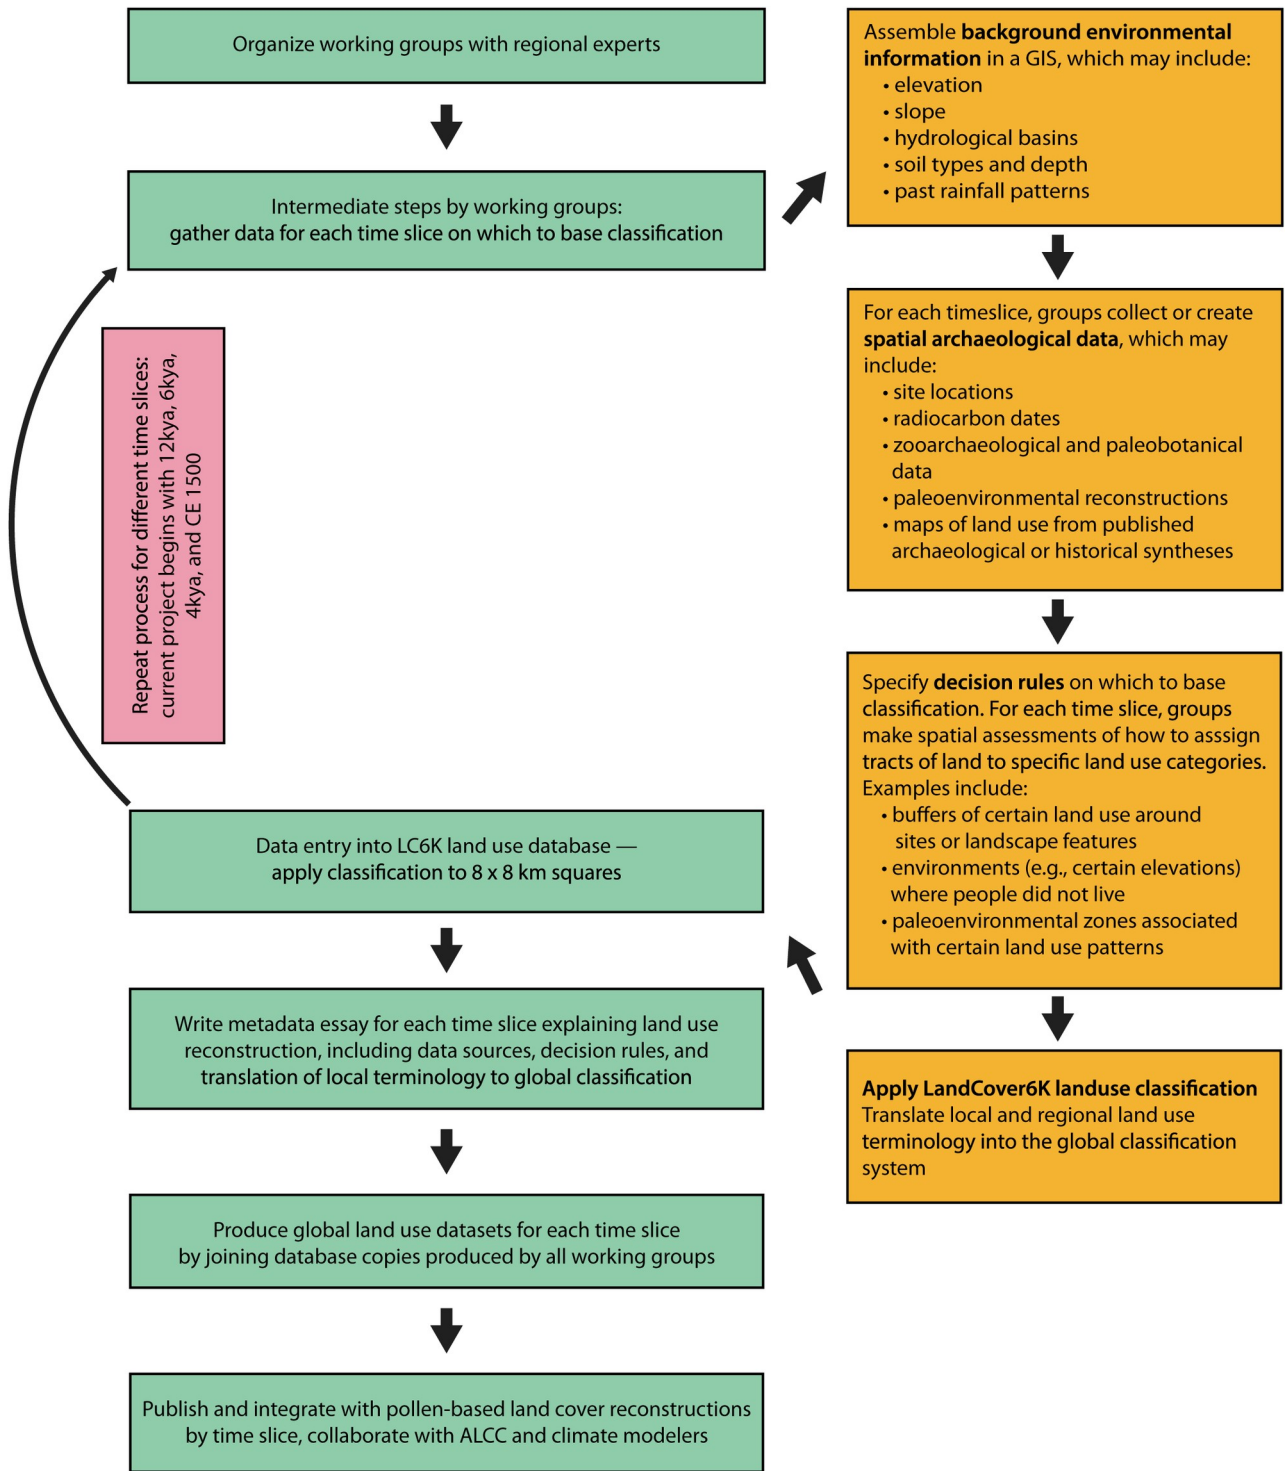 Organize working groups with regional experts
Intermediate steps by working groups:
gather data for each time slice on which to base classification
Assemble background environmental
information in a GIS, which may include:
• elevation
• slope
• hydrological basins
• soil types and depth
• past rainfall patterns
For each timeslice, groups collect or create
spatial archaeological data, which may
include:
• site locations
• radiocarbon dates
• zooarchaeological and paleobotanical
data
• paleoenvironmental reconstructions
• maps of land use from published
archaeological or historical syntheses
Specify decision rules on which to base
classification. For each time slice, groups
make spatial assessments of how to asssign
tracts of land to specific land use categories.
Examples include:
• buffers of certain land use around
sites or landscape features
• environments (e.g., certain elevations)
where people did not live
• paleoenvironmental zones associated
with certain land use patterns
Apply LandCover6K landuse classification
Translate local and regional land use
terminology into the global classification
system
Repeat process for different time slices:
current project begins with 12kya, 6kya,
4kya, and CE 1500
Data entry into LC6K land use database —
apply classification to 8 x 8 km squares
Write metadata essay for each time slice explaining land use
reconstruction, including data sources, decision rules, and
translation of local terminology to global classification
Produce global land use datasets for each time slice
by joining database copies produced by all working groups
Publish and integrate with pollen-based land cover reconstructions
by time slice, collaborate with ALCC and climate modelers